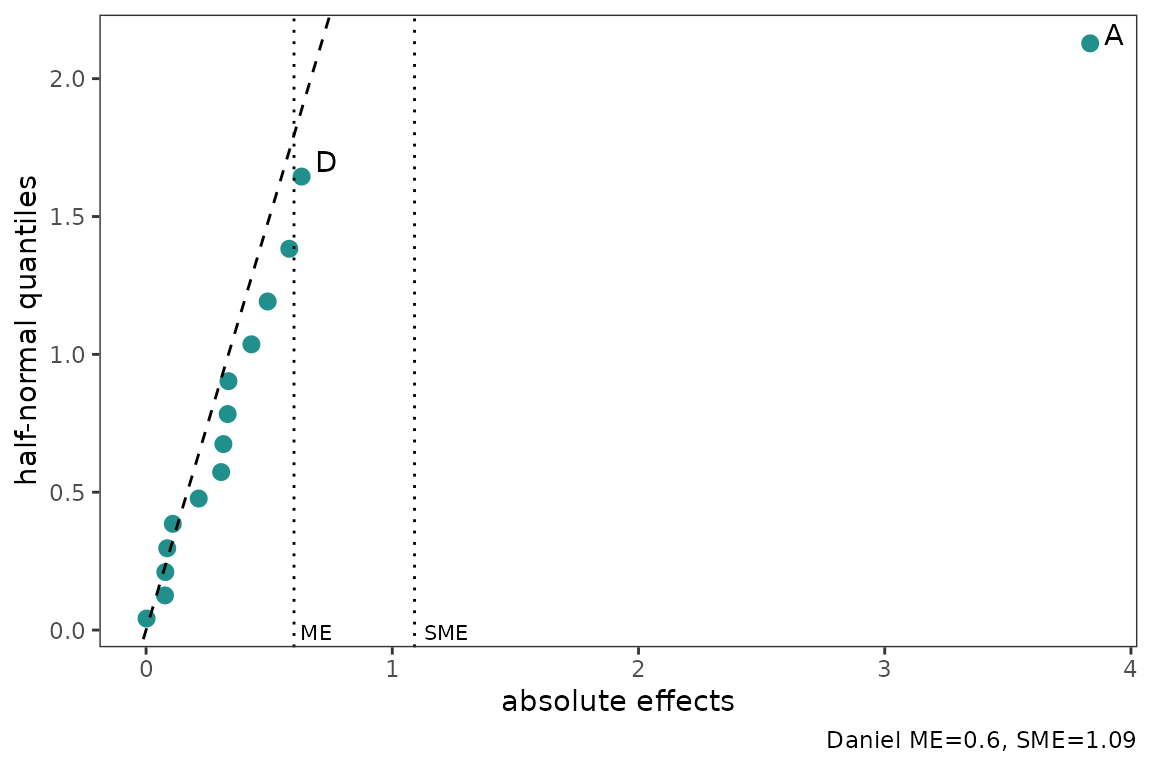 A
2.0
D
1.5
half-normal quantiles
1.0
0.5
0.0
ME
SME
0
1
2
3
4
absolute effects
Daniel ME=0.6, SME=1.09